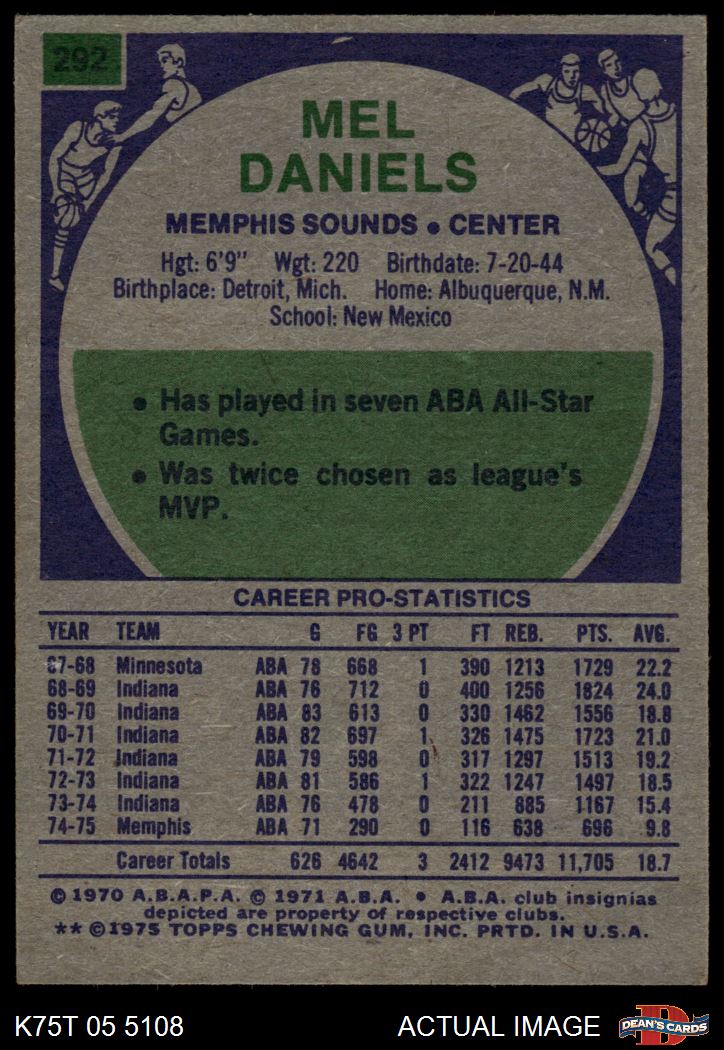 292
MEL
DANIELS
MEMPHIS SOUNDS • CENTER
Hgt: 6'9" Wgt: 220 Birthdate: 7-20-44
Birthplace: Detroit, Mich. Home: Albuquerque, N.M.
School: New Mexico
• Has played in seven ABA All-Star
Games.
• Was twice chosen as league's
MVP.
CAREER PRO-STATISTICS
YEAR TEAM G FG 3 PT FT REB. PTS. AVG.
67-68 Minnesota ABA 78 668 1 390 1213 1729 22.2
68-69 Indiana ABA 76 712 0 400 1256 1824 24.0
69-70 Indiana ABA 83 613 0 330 1462 1556 18.8
70-71 Indiana ABA 82 697 1 326 1475 1723 21.0
71-72 Indiana ABA 79 598 0 317 1297 1513 19.2
72-73 Indiana ABA 81 586 1 322 1247 1497 18.5
73-74 Indiana ABA 76 478 0 211 885 1167 15.4
74-75 Memphis ABA 71 290 0 116 638 696 9.8
Career Totals 626 4642 3 2412 9473 11,705 18.7
© 1970 A.B.A.P.A. © 1971 A.B.A. • A.B.A. club insignias
depicted are property of respective clubs.
** ©1975 TOPPS CHEWING GUM, INC. PRTD. IN U.S.A.
K75T 05 5108 ACTUAL IMAGE D DEAN'S CARDS